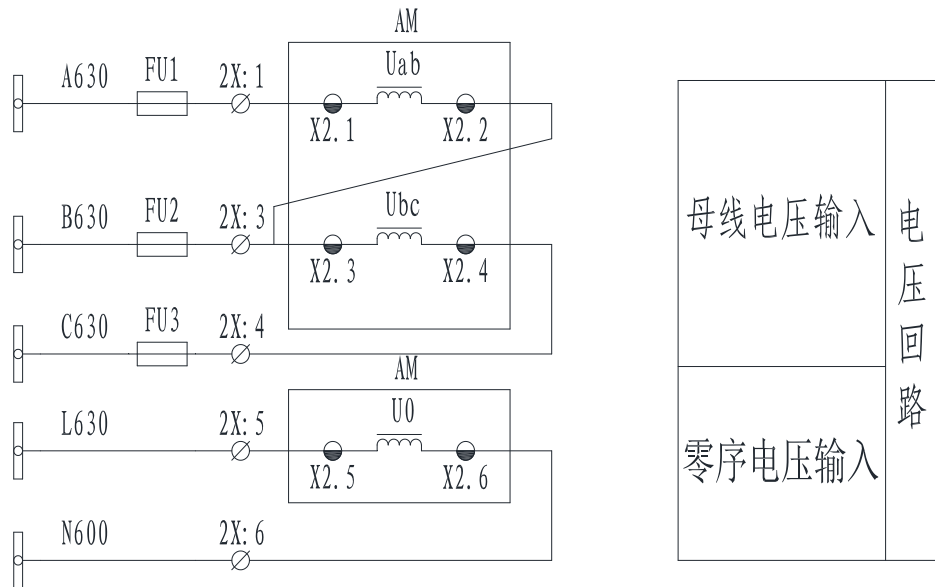 AM
A630 FU1 2X:1 Uab
X2.1 X2.2
B630 FU2 2X:3 Ubc
X2.3 X2.4
C630 FU3 2X:4
AM
L630 2X:5 U0
X2.5 X2.6
N600 2X:6
母线电压输入
零序电压输入
电压回路